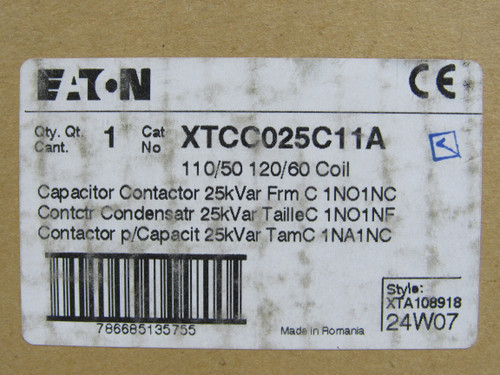 EATON
CE
Qty. Qt. Cant. 1 Cat No XTCC025C11A
110/50 120/60 Coil
Capacitor Contactor 25kVar Frm C 1NO1NC
Contctr Condensatr 25kVar TailleC 1NO1NF
Contactor p/Capacit 25kVar TamC 1NA1NC
786685135755
Made in Romania
Style:
XTA108918
24W07